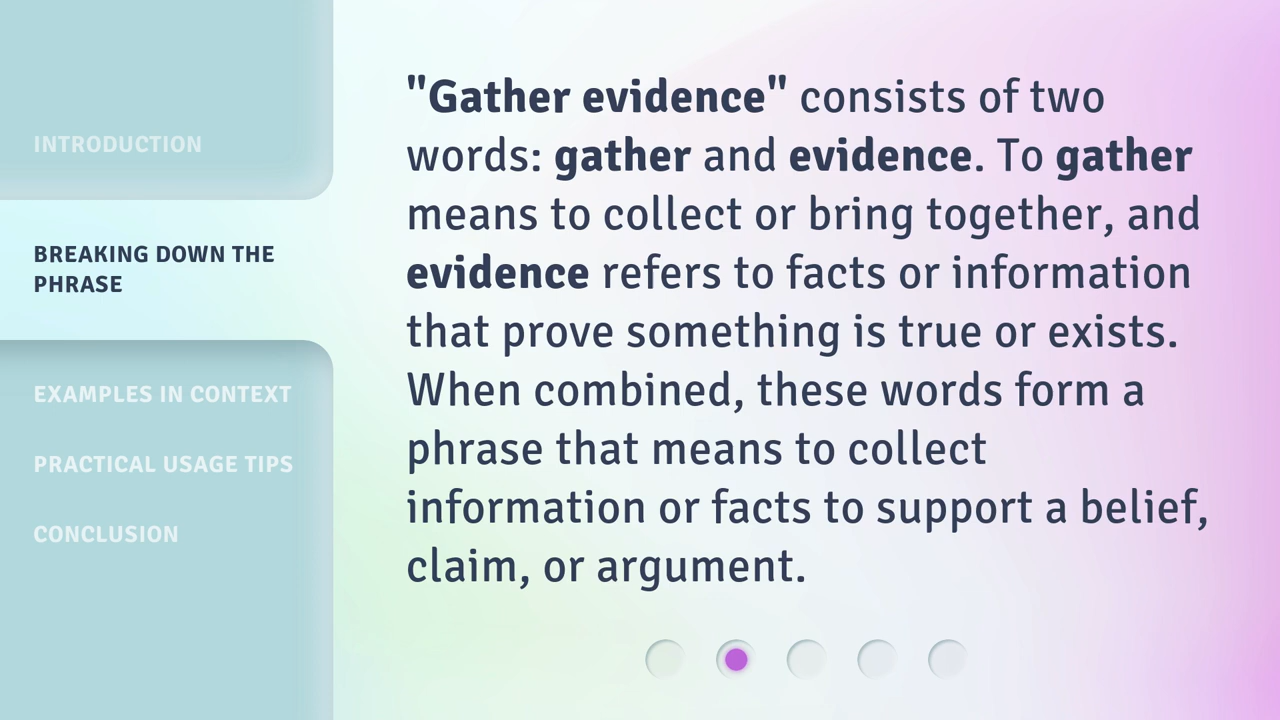 INTRODUCTION
BREAKING DOWN THE
PHRASE
EXAMPLES IN CONTEXT
PRACTICAL USAGE TIPS
CONCLUSION
"Gather evidence" consists of two
words: gather and evidence. To gather
means to collect or bring together, and
evidence refers to facts or information
that prove something is true or exists.
When combined, these words form a
phrase that means to collect
information or facts to support a belief,
claim, or argument.